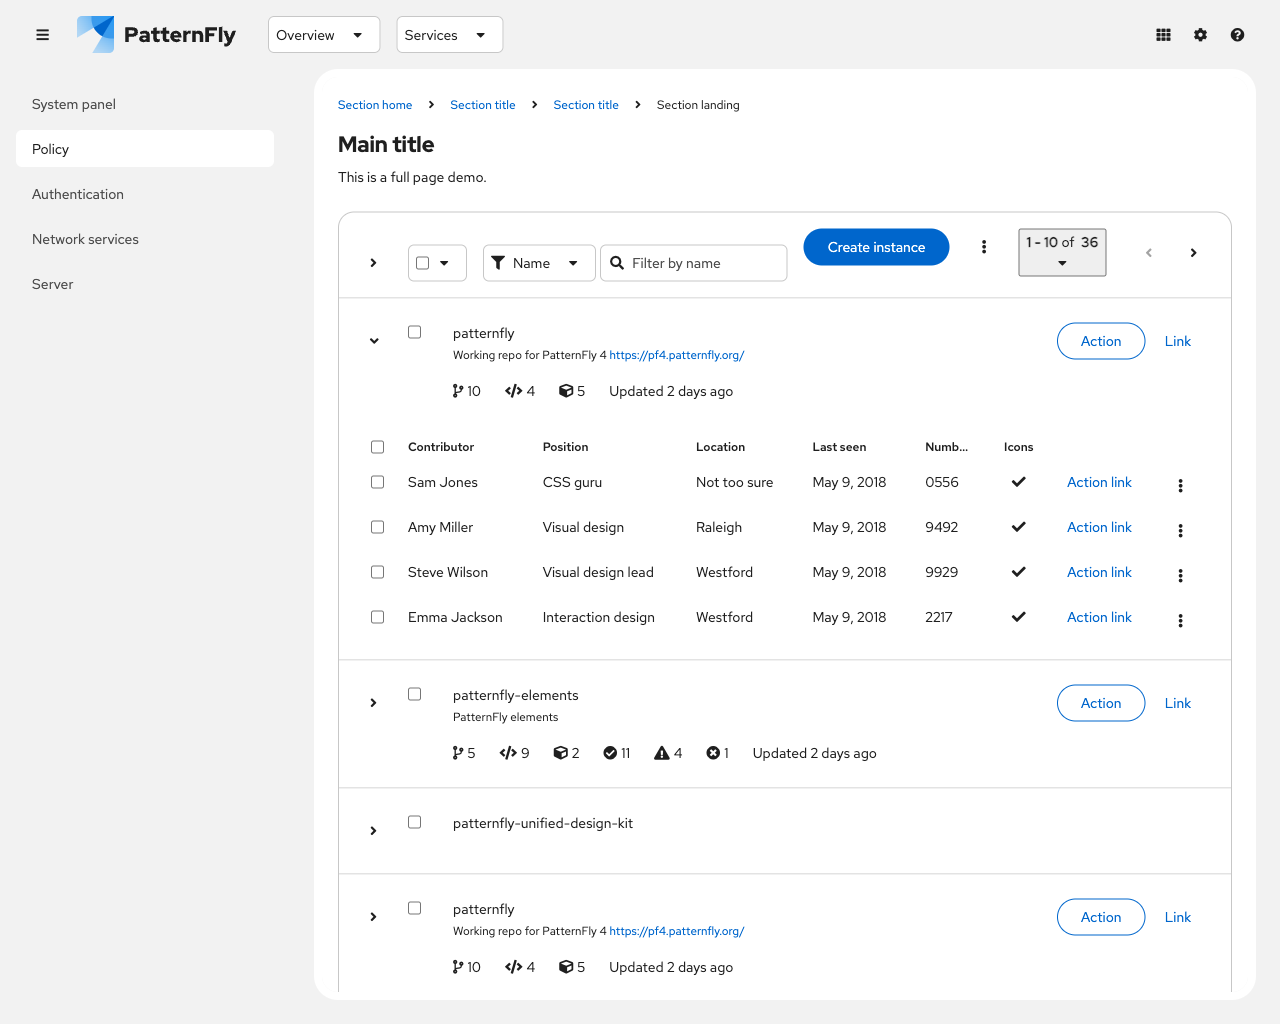 PatternFly Overview Services
System panel
Policy
Authentication
Network services
Server
Section home Section title Section title Section landing
Main title
This is a full page demo.
Name Filter by name Create instance 1 - 10 of 36
patternfly Action Link
Working repo for PatternFly 4 https://pf4.patternfly.org/
10 4 5 Updated 2 days ago
Contributor Position Location Last seen Numb... Icons
Sam Jones CSS guru Not too sure May 9, 2018 0556 Action link
Amy Miller Visual design Raleigh May 9, 2018 9492 Action link
Steve Wilson Visual design lead Westford May 9, 2018 9929 Action link
Emma Jackson Interaction design Westford May 9, 2018 2217 Action link
patternfly-elements Action Link
PatternFly elements
5 9 2 11 4 1 Updated 2 days ago
patternfly-unified-design-kit
patternfly Action Link
Working repo for PatternFly 4 https://pf4.patternfly.org/
10 4 5 Updated 2 days ago